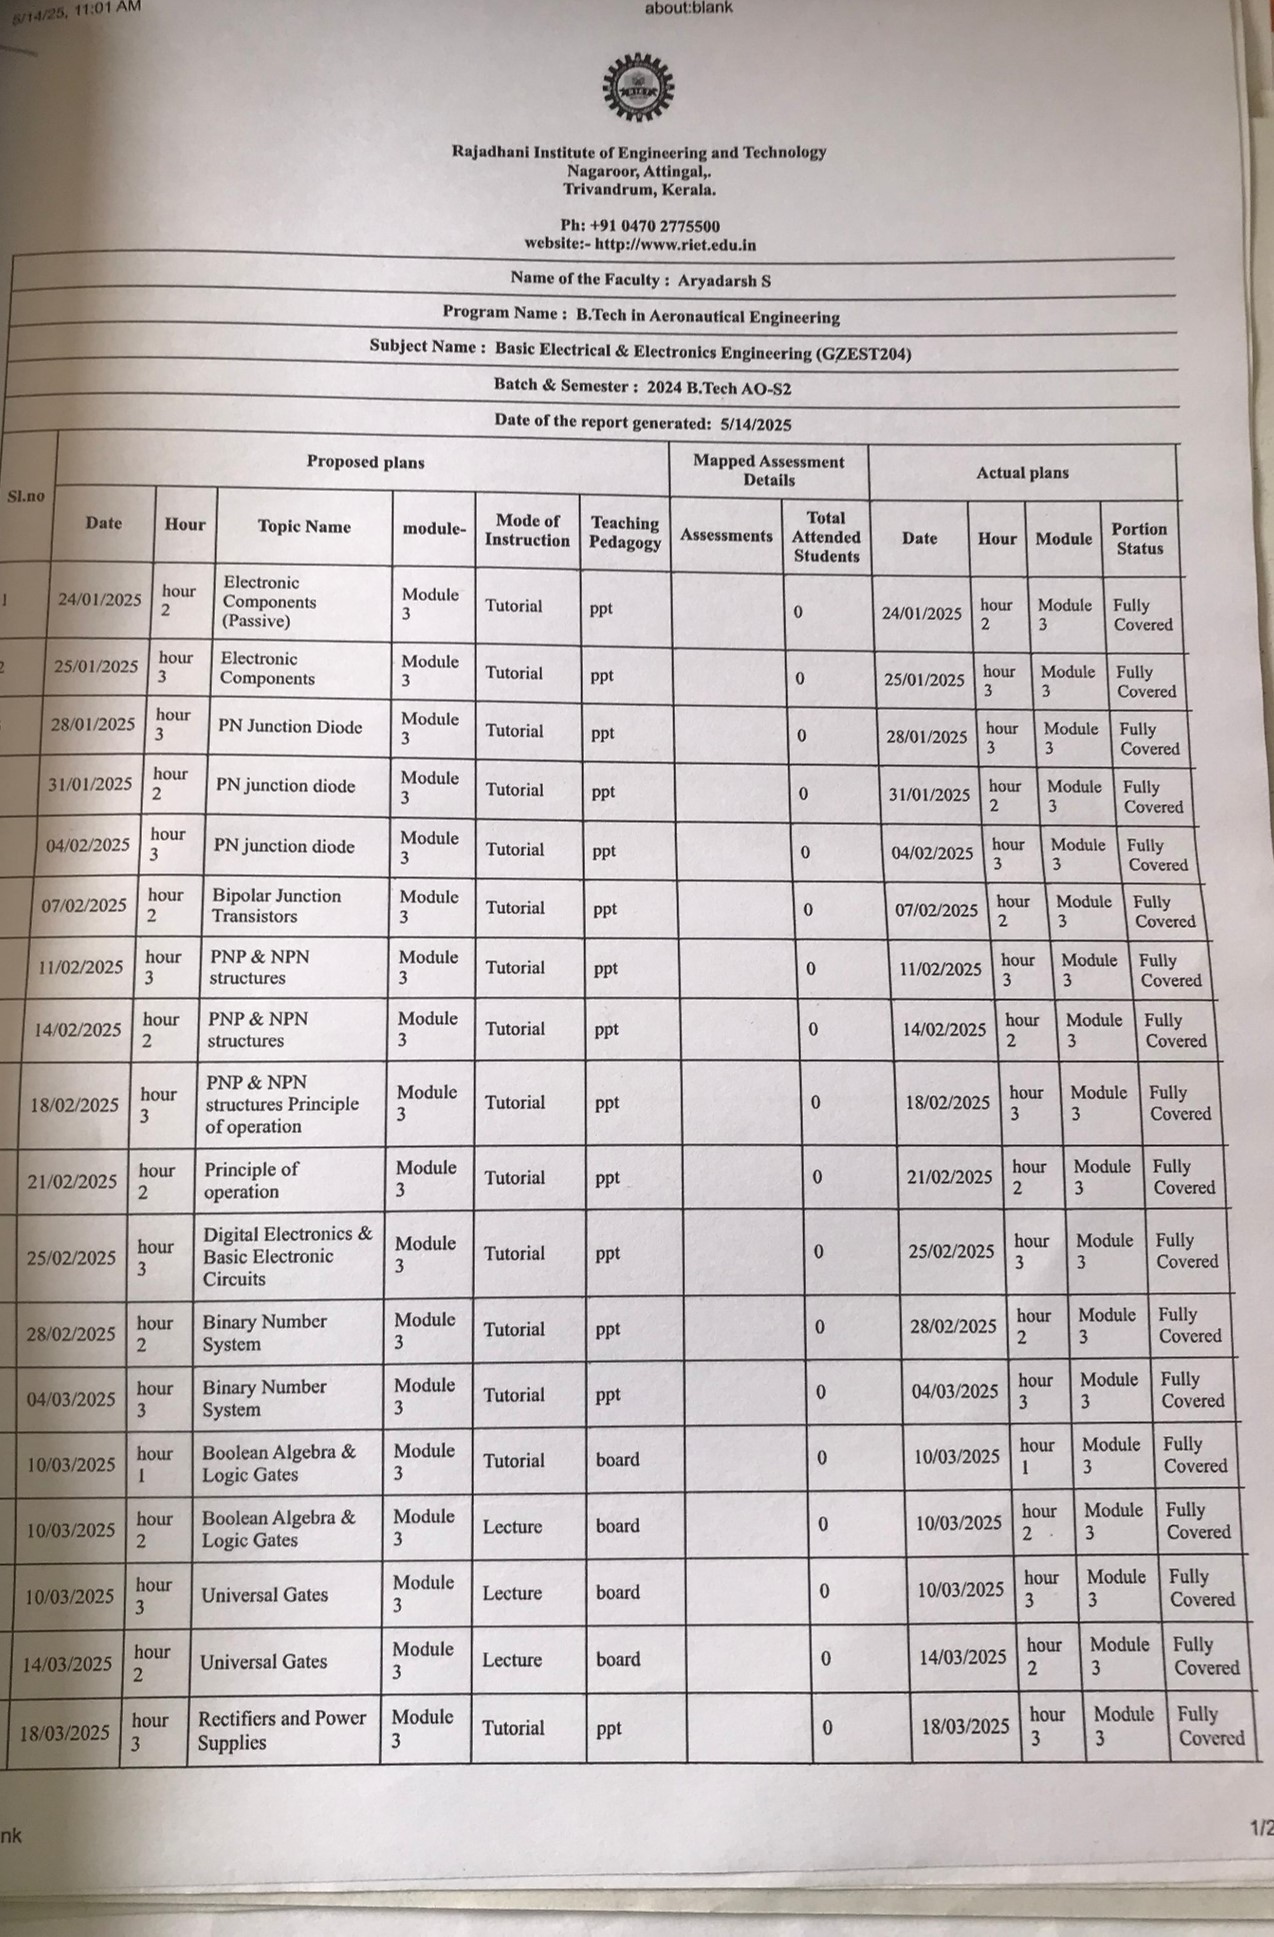 5/14/25, 11:01 AM about:blank
RIET
Rajadhani Institute of Engineering and Technology
Nagaroor, Attingal,.
Trivandrum, Kerala.
Ph: +91 0470 2775500
website:- http://www.riet.edu.in
Name of the Faculty : Aryadarsh S
Program Name : B.Tech in Aeronautical Engineering
Subject Name : Basic Electrical & Electronics Engineering (GZEST204)
Batch & Semester : 2024 B.Tech AO-S2
Date of the report generated: 5/14/2025
Sl.no Proposed plans Mapped Assessment Details Actual plans
Date Hour Topic Name module- Mode of Instruction Teaching Pedagogy Assessments Total Attended Students Date Hour Module Portion Status
1 24/01/2025 hour 2 Electronic Components (Passive) Module 3 Tutorial ppt 0 24/01/2025 hour 2 Module 3 Fully Covered
2 25/01/2025 hour 3 Electronic Components Module 3 Tutorial ppt 0 25/01/2025 hour 3 Module 3 Fully Covered
28/01/2025 hour 3 PN Junction Diode Module 3 Tutorial ppt 0 28/01/2025 hour 3 Module 3 Fully Covered
31/01/2025 hour 2 PN junction diode Module 3 Tutorial ppt 0 31/01/2025 hour 2 Module 3 Fully Covered
04/02/2025 hour 3 PN junction diode Module 3 Tutorial ppt 0 04/02/2025 hour 3 Module 3 Fully Covered
07/02/2025 hour 2 Bipolar Junction Transistors Module 3 Tutorial ppt 0 07/02/2025 hour 2 Module 3 Fully Covered
11/02/2025 hour 3 PNP & NPN structures Module 3 Tutorial ppt 0 11/02/2025 hour 3 Module 3 Fully Covered
14/02/2025 hour 2 PNP & NPN structures Module 3 Tutorial ppt 0 14/02/2025 hour 2 Module 3 Fully Covered
18/02/2025 hour 3 PNP & NPN structures Principle of operation Module 3 Tutorial ppt 0 18/02/2025 hour 3 Module 3 Fully Covered
21/02/2025 hour 2 Principle of operation Module 3 Tutorial ppt 0 21/02/2025 hour 2 Module 3 Fully Covered
25/02/2025 hour 3 Digital Electronics & Basic Electronic Circuits Module 3 Tutorial ppt 0 25/02/2025 hour 3 Module 3 Fully Covered
28/02/2025 hour 2 Binary Number System Module 3 Tutorial ppt 0 28/02/2025 hour 2 Module 3 Fully Covered
04/03/2025 hour 3 Binary Number System Module 3 Tutorial ppt 0 04/03/2025 hour 3 Module 3 Fully Covered
10/03/2025 hour 1 Boolean Algebra & Logic Gates Module 3 Tutorial board 0 10/03/2025 hour 1 Module 3 Fully Covered
10/03/2025 hour 2 Boolean Algebra & Logic Gates Module 3 Lecture board 0 10/03/2025 hour 2 Module 3 Fully Covered
10/03/2025 hour 3 Universal Gates Module 3 Lecture board 0 10/03/2025 hour 3 Module 3 Fully Covered
14/03/2025 hour 2 Universal Gates Module 3 Lecture board 0 14/03/2025 hour 2 Module 3 Fully Covered
18/03/2025 hour 3 Rectifiers and Power Supplies Module 3 Tutorial ppt 0 18/03/2025 hour 3 Module 3 Fully Covered
nk 1/2